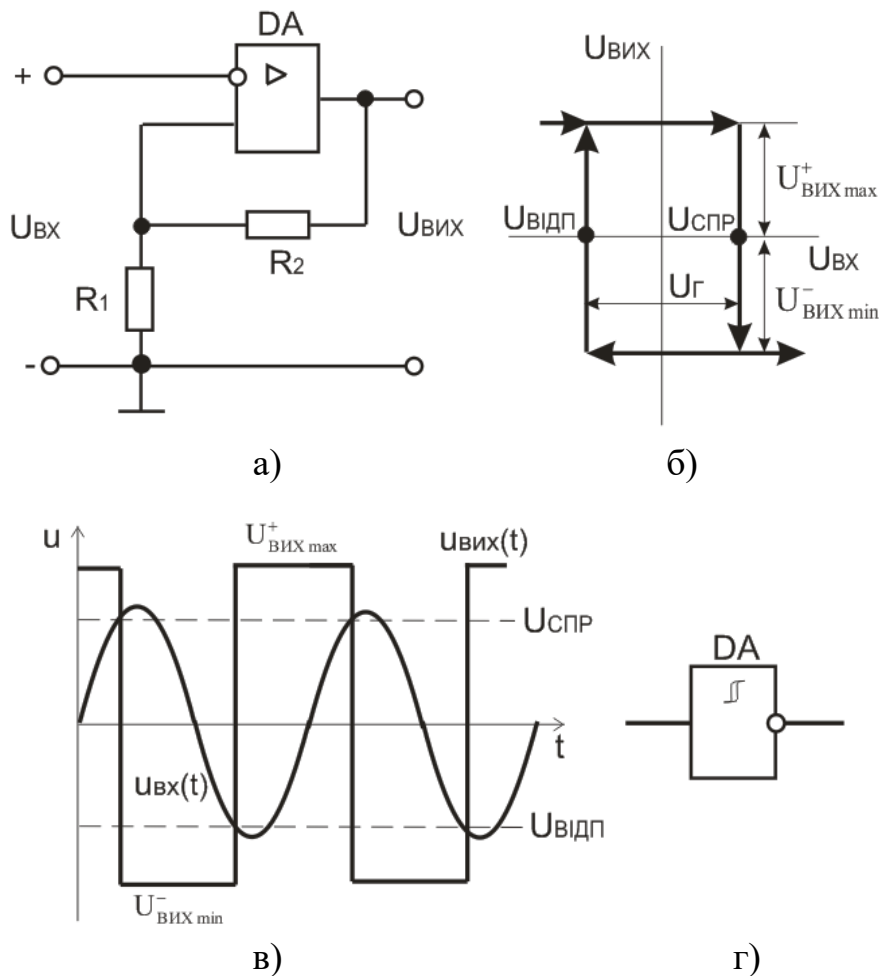 DA
+
Uвх
Uвих
R2
R1
-
а)
Uвих
U⁺ВИХ max
Uвідп
Uспр
Uвх
Uг
U⁻ВИХ min
б)
u
U⁺ВИХ max
uвих(t)
Uспр
t
uвх(t)
Uвідп
U⁻ВИХ min
в)
DA
г)